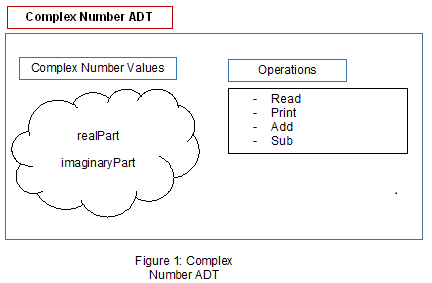 Complex Number ADT
Complex Number Values
Operations
realPart
imaginaryPart
- Read
- Print
- Add
- Sub
Figure 1: Complex
Number ADT